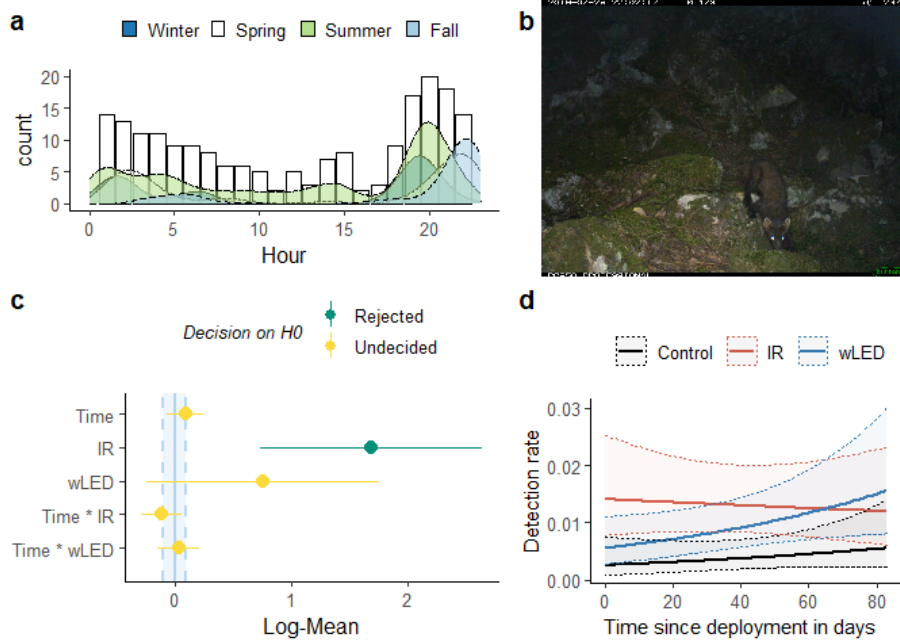 a
Winter Spring Summer Fall
20
15
10
5
0
count
0 5 10 15 20
Hour
b
c
Decision on H0
Rejected
Undecided
Time
IR
wLED
Time * IR
Time * wLED
0 1 2
Log-Mean
d
Control IR wLED
0.03
0.02
0.01
0.00
Detection rate
0 20 40 60 80
Time since deployment in days